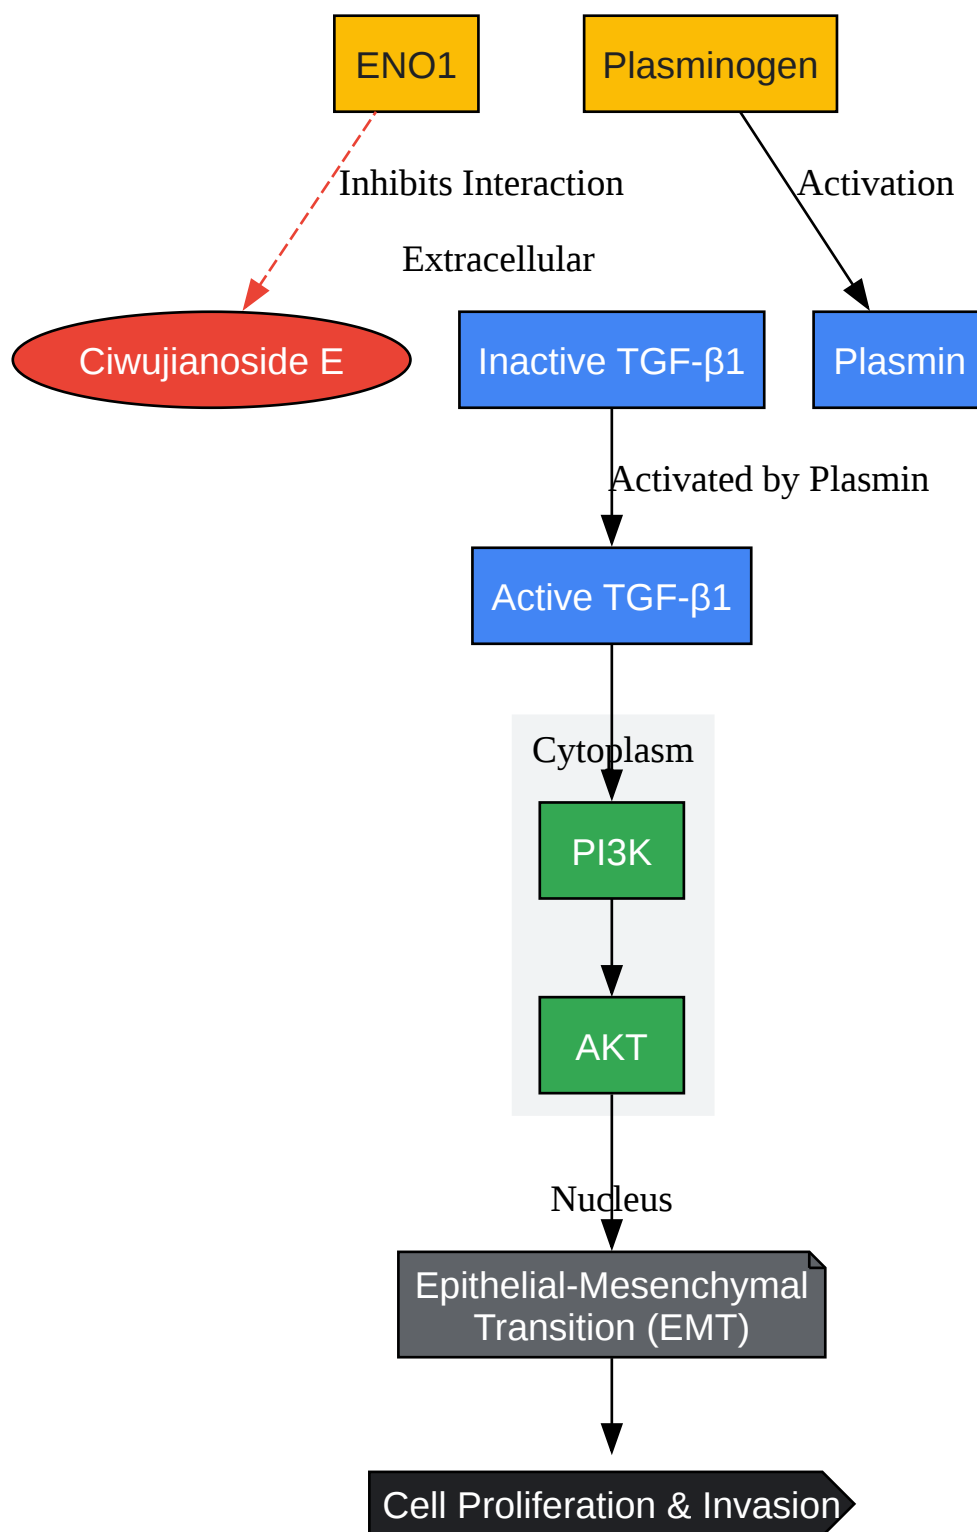 ENO1
Plasminogen
Inhibits Interaction
Activation
Extracellular
Ciwujianoside E
Inactive TGF-β1
Plasmin
Activated by Plasmin
Active TGF-β1
Cytoplasm
PI3K
AKT
Nucleus
Epithelial-Mesenchymal
Transition (EMT)
Cell Proliferation & Invasion